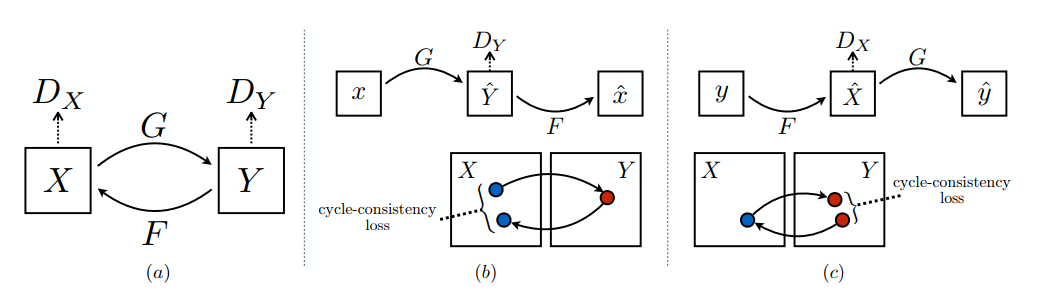 D_X
D_Y
G
X
Y
F
(a)
D_Y
G
x
Ŷ
x̂
F
X
Y
cycle-consistency
loss
(b)
D_X
G
y
X̂
ŷ
F
X
Y
cycle-consistency
loss
(c)